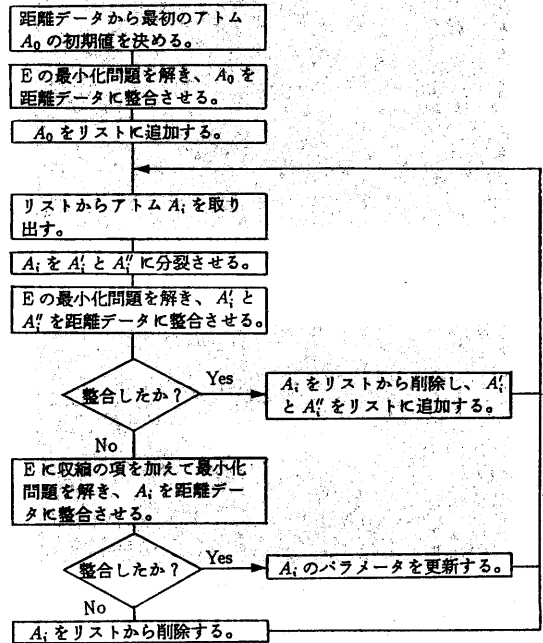 距離データから最初のアトム
A₀ の初期値を決める。
E の最小化問題を解き、 A₀ を
距離データに整合させる。
A₀ をリストに追加する。
リストからアトム Aᵢ を取り
出す。
Aᵢ を Aᵢ′ と Aᵢ″ に分裂させる。
E の最小化問題を解き、 Aᵢ′ と
Aᵢ″ を距離データに整合させる。
整合したか？
Yes
Aᵢ をリストから削除し、 Aᵢ′
と Aᵢ″ をリストに追加する。
No
E に収縮の項を加えて最小化
問題を解き、 Aᵢ を距離デー
タに整合させる。
整合したか？
Yes
Aᵢ のパラメータを更新する。
No
Aᵢ をリストから削除する。